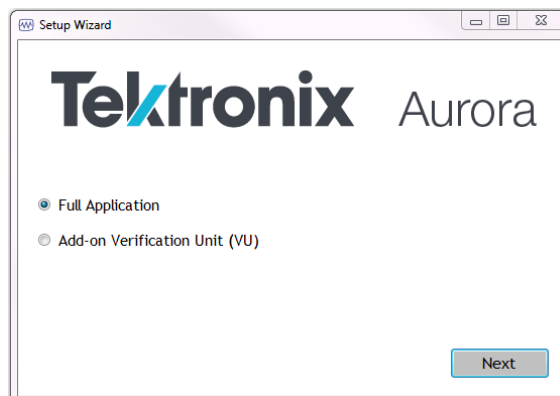 Setup Wizard
Tektronix Aurora
Full Application
Add-on Verification Unit (VU)
Next